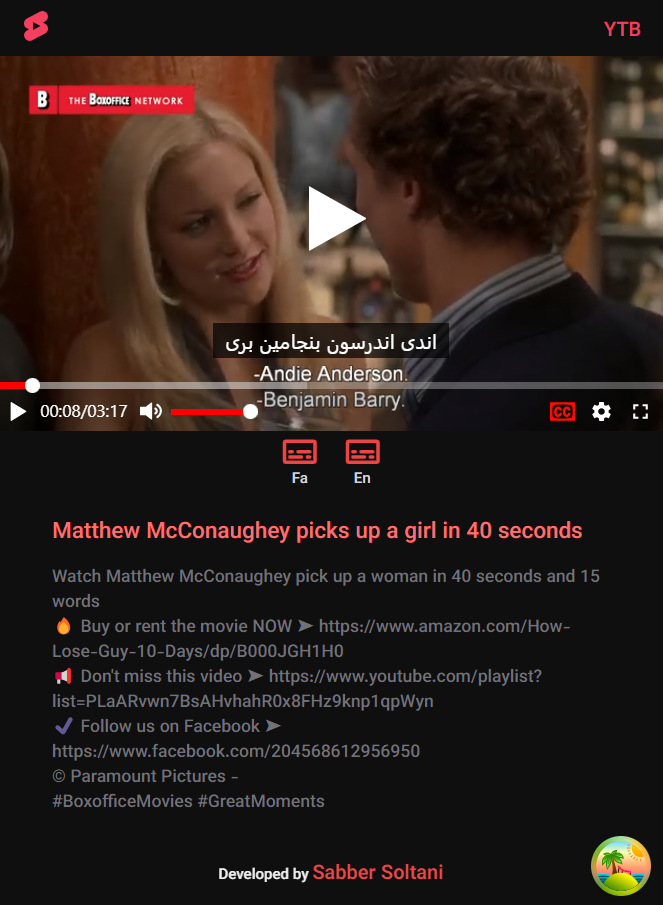 YTB
B THE BOXOFFICE NETWORK
اندی اندرسون بنجامین بری
-Andie Anderson.
-Benjamin Barry.
00:08/03:17
CC
Fa
En
Matthew McConaughey picks up a girl in 40 seconds
Watch Matthew McConaughey pick up a woman in 40 seconds and 15
words
🔥 Buy or rent the movie NOW ➤ https://www.amazon.com/How-
Lose-Guy-10-Days/dp/B000JGH1H0
📢 Don't miss this video ➤ https://www.youtube.com/playlist?
list=PLaARvwn7BsAHvhahR0x8FHz9knp1qpWyn
✔ Follow us on Facebook ➤
https://www.facebook.com/204568612956950
© Paramount Pictures -
#BoxofficeMovies #GreatMoments
Developed by Sabber Soltani